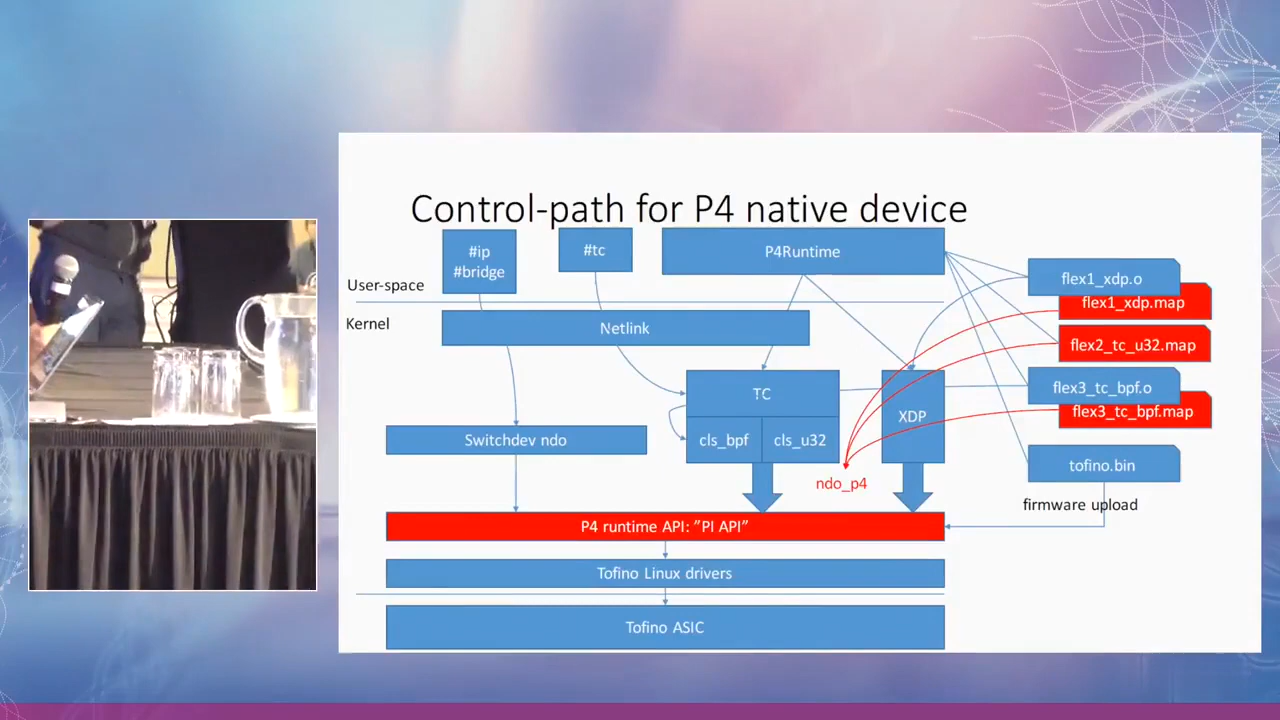 Control-path for P4 native device
#ip
#bridge
#tc
P4Runtime
User-space
Kernel
Netlink
flex1_xdp.o
flex1_xdp.map
flex2_tc_u32.map
flex3_tc_bpf.o
flex3_tc_bpf.map
TC
cls_bpf
cls_u32
XDP
Switchdev ndo
ndo_p4
tofino.bin
firmware upload
P4 runtime API: ”PI API”
Tofino Linux drivers
Tofino ASIC